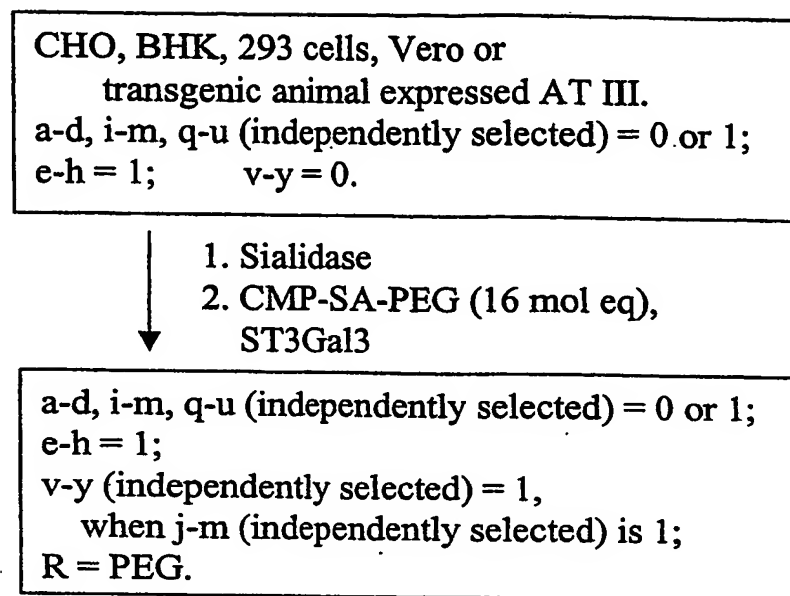 CHO, BHK, 293 cells, Vero or
transgenic animal expressed AT III.
a-d, i-m, q-u (independently selected) = 0 or 1;
e-h = 1; v-y = 0.
1. Sialidase
2. CMP-SA-PEG (16 mol eq),
ST3Gal3
a-d, i-m, q-u (independently selected) = 0 or 1;
e-h = 1;
v-y (independently selected) = 1,
when j-m (independently selected) is 1;
R = PEG.